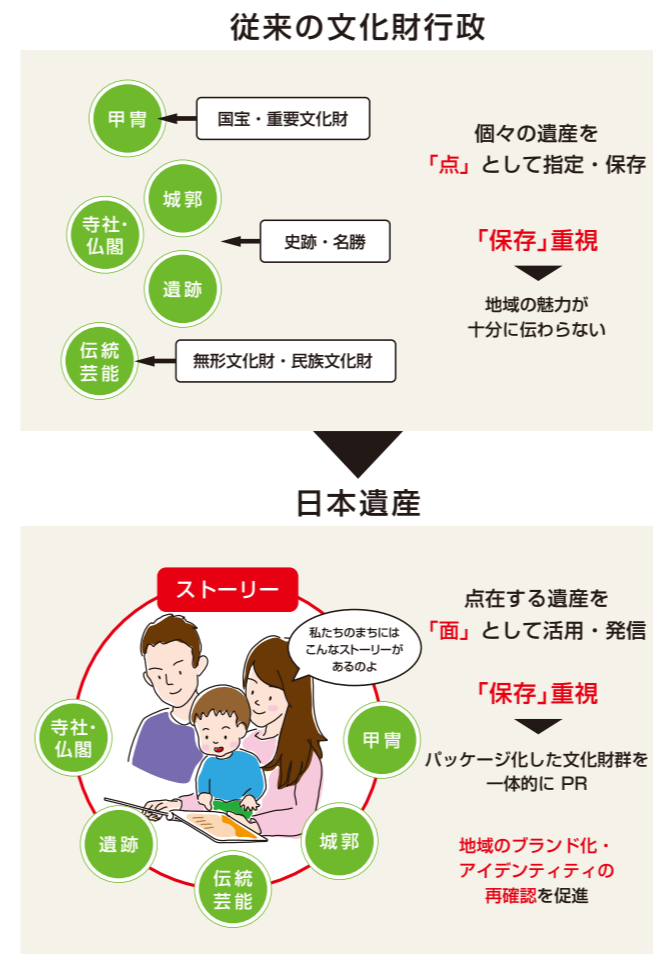 従来の文化財行政
甲冑
国宝・重要文化財
城郭
寺社・
仏閣
史跡・名勝
遺跡
伝統
芸能
無形文化財・民族文化財
個々の遺産を
「点」として指定・保存
「保存」重視
地域の魅力が
十分に伝わらない
日本遺産
ストーリー
私たちのまちには
こんなストーリーが
あるのよ
寺社・
仏閣
甲冑
遺跡
城郭
伝統
芸能
点在する遺産を
「面」として活用・発信
「保存」重視
パッケージ化した文化財群を
一体的に PR
地域のブランド化・
アイデンティティの
再確認を促進